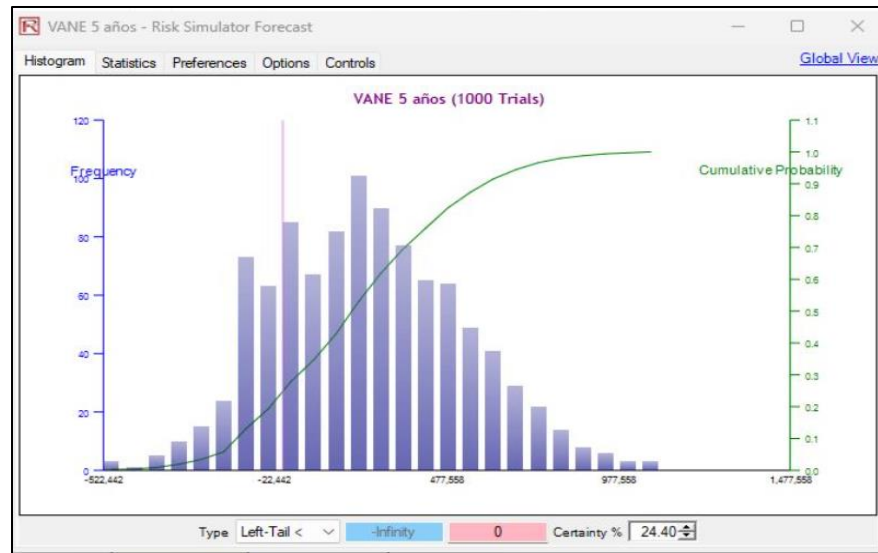 VANE 5 años - Risk Simulator Forecast
Histogram Statistics Preferences Options Controls Global View
VANE 5 años (1000 Trials)
Frequency
Cumulative Probability
120
100
80
60
40
20
0
1.1
1.0
0.9
0.8
0.7
0.6
0.5
0.4
0.3
0.2
0.1
0.0
-522,442 -22,442 477,558 977,558 1,477,558
Type Left-Tail < -Infinity 0 Certainty % 24.40